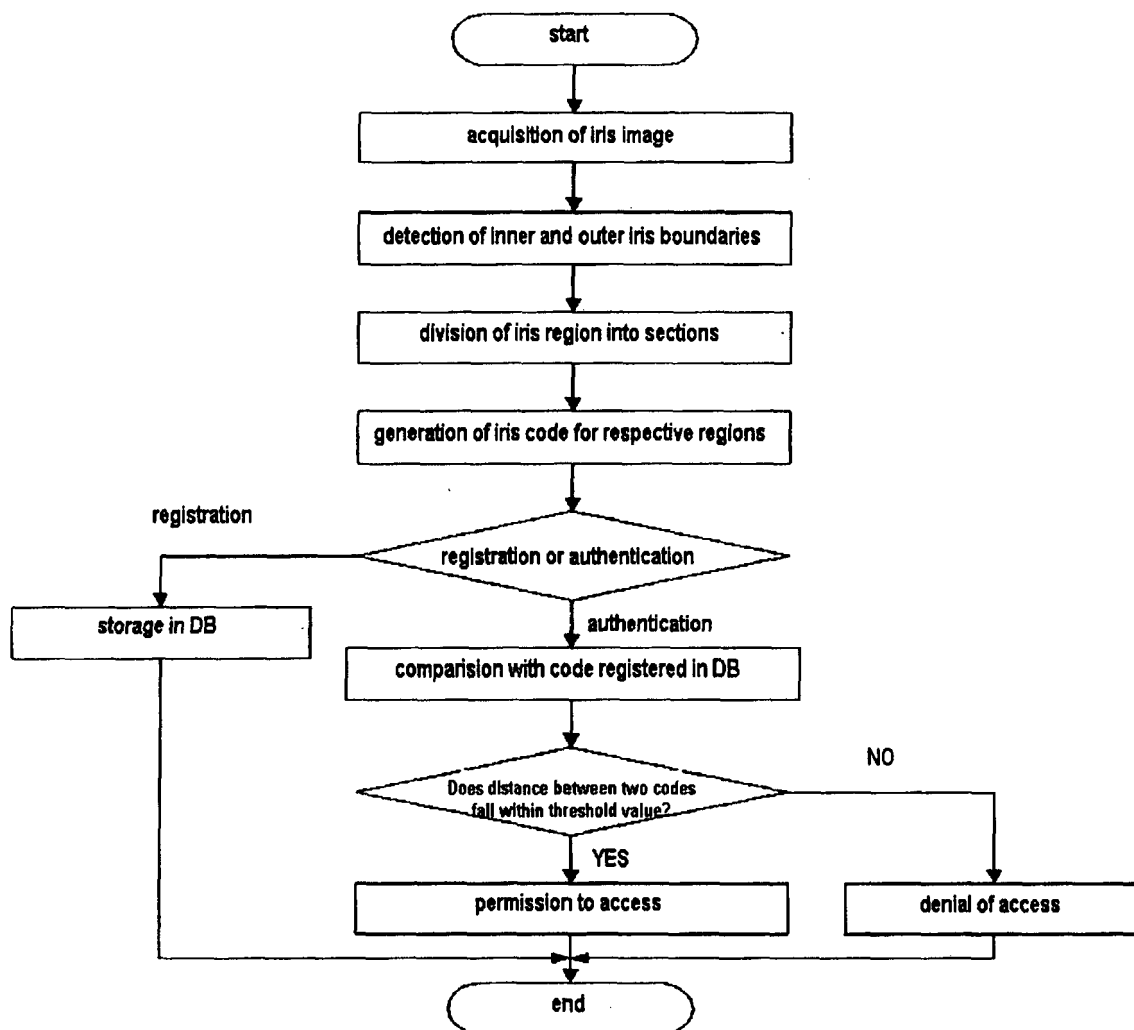 start
acquisition of iris image
detection of inner and outer iris boundaries
division of iris region into sections
generation of iris code for respective regions
registration
registration or authentication
storage in DB
authentication
comparision with code registered in DB
NO
Does distance between two codes
fall within threshold value?
YES
permission to access
denial of access
end